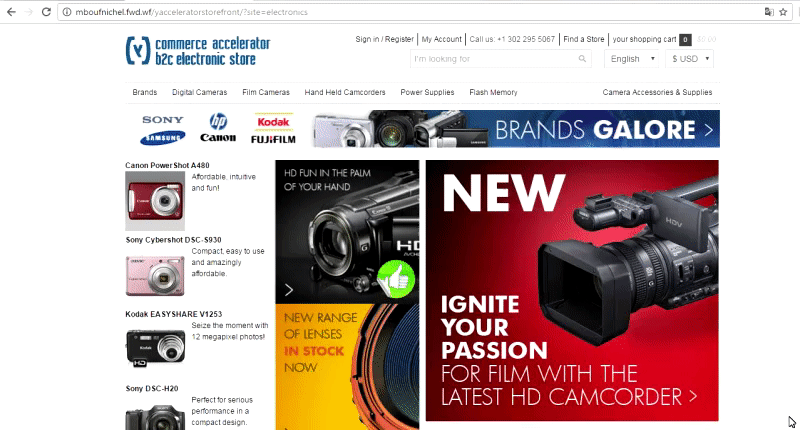 mboufnichel.fwd.wf/yacceleratorstorefront/?site=electronics
commerce accelerator
b2c electronic store
Sign in / Register
My Account
Call us: +1 302 295 5067
Find a Store
your shopping cart 0
I'm looking for
English
$ USD
Brands
Digital Cameras
Film Cameras
Hand Held Camcorders
Power Supplies
Flash Memory
Camera Accessories & Supplies
SONY
hp
Kodak
SAMSUNG
Canon
FUJIFILM
BRANDS GALORE >
Canon PowerShot A480
Affordable, intuitive
and fun!
Sony Cybershot DSC-S930
Compact, easy to use
and amazingly
affordable.
Kodak EASYSHARE V1253
Seize the moment with
12 megapixel photos!
Sony DSC-H20
Perfect for serious
performance in a
compact design.
HD FUN IN THE PALM
OF YOUR HAND
NEW RANGE
OF LENSES
IN STOCK
NOW
NEW
HDV
IGNITE
YOUR
PASSION
FOR FILM WITH THE
LATEST HD CAMCORDER >